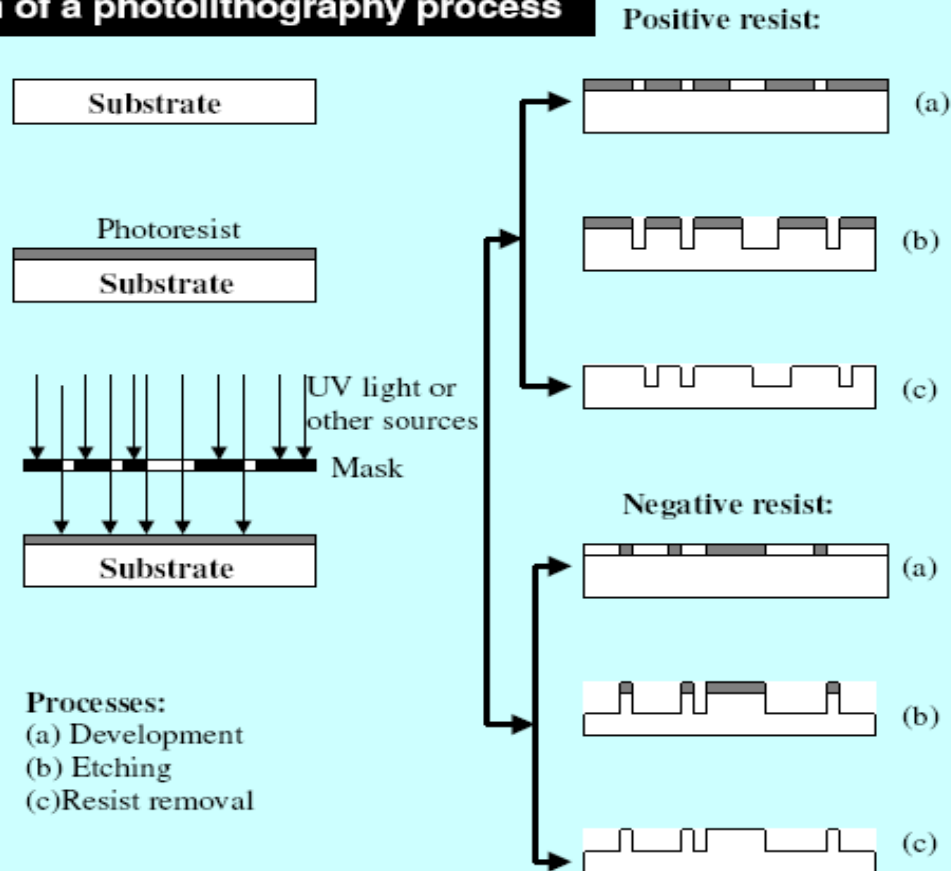 of a photolithography process
Substrate
Photoresist
Substrate
UV light or
other sources
Mask
Substrate
Processes:
(a) Development
(b) Etching
(c)Resist removal
Positive resist:
(a)
(b)
(c)
Negative resist:
(a)
(b)
(c)